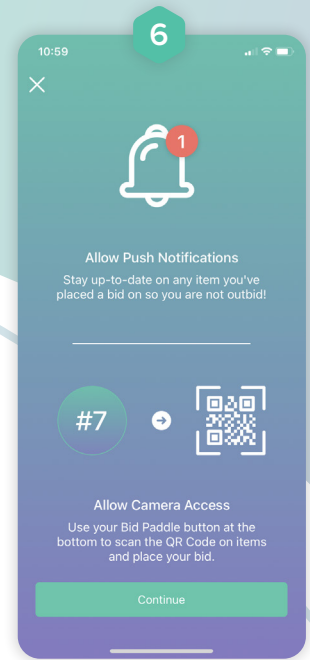 6
10:59
1
Allow Push Notifications
Stay up-to-date on any item you've
placed a bid on so you are not outbid!
#7
Allow Camera Access
Use your Bid Paddle button at the
bottom to scan the QR Code on items
and place your bid.
Continue